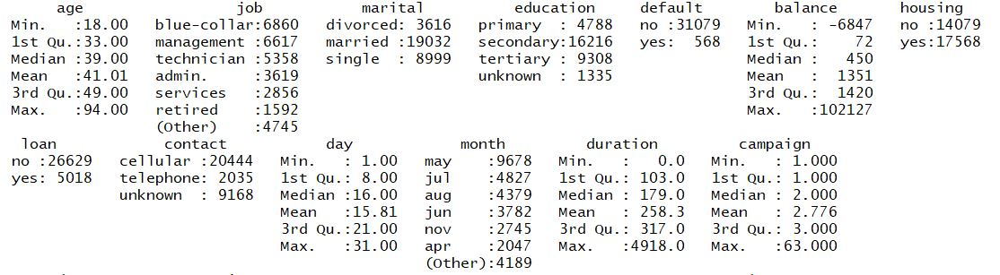 age job marital education default balance housing
Min. :18.00 blue-collar:6860 divorced: 3616 primary : 4788 no :31079 Min. : -6847 no :14079
1st Qu.:33.00 management :6617 married :19032 secondary:16216 yes: 568 1st Qu.: 72 yes:17568
Median :39.00 technician :5358 single : 8999 tertiary : 9308 Median : 450
Mean :41.01 admin. :3619 unknown : 1335 Mean : 1351
3rd Qu.:49.00 services :2856 3rd Qu.: 1420
Max. :94.00 retired :1592 Max. :102127
(Other) :4745
loan contact day month duration campaign
no :26629 cellular :20444 Min. : 1.00 may :9678 Min. : 0.0 Min. : 1.000
yes: 5018 telephone: 2035 1st Qu.: 8.00 jul :4827 1st Qu.: 103.0 1st Qu.: 1.000
unknown : 9168 Median :16.00 aug :4379 Median : 179.0 Median : 2.000
Mean :15.81 jun :3782 Mean : 258.3 Mean : 2.776
3rd Qu.:21.00 nov :2745 3rd Qu.: 317.0 3rd Qu.: 3.000
Max. :31.00 apr :2047 Max. :4918.0 Max. :63.000
(Other):4189